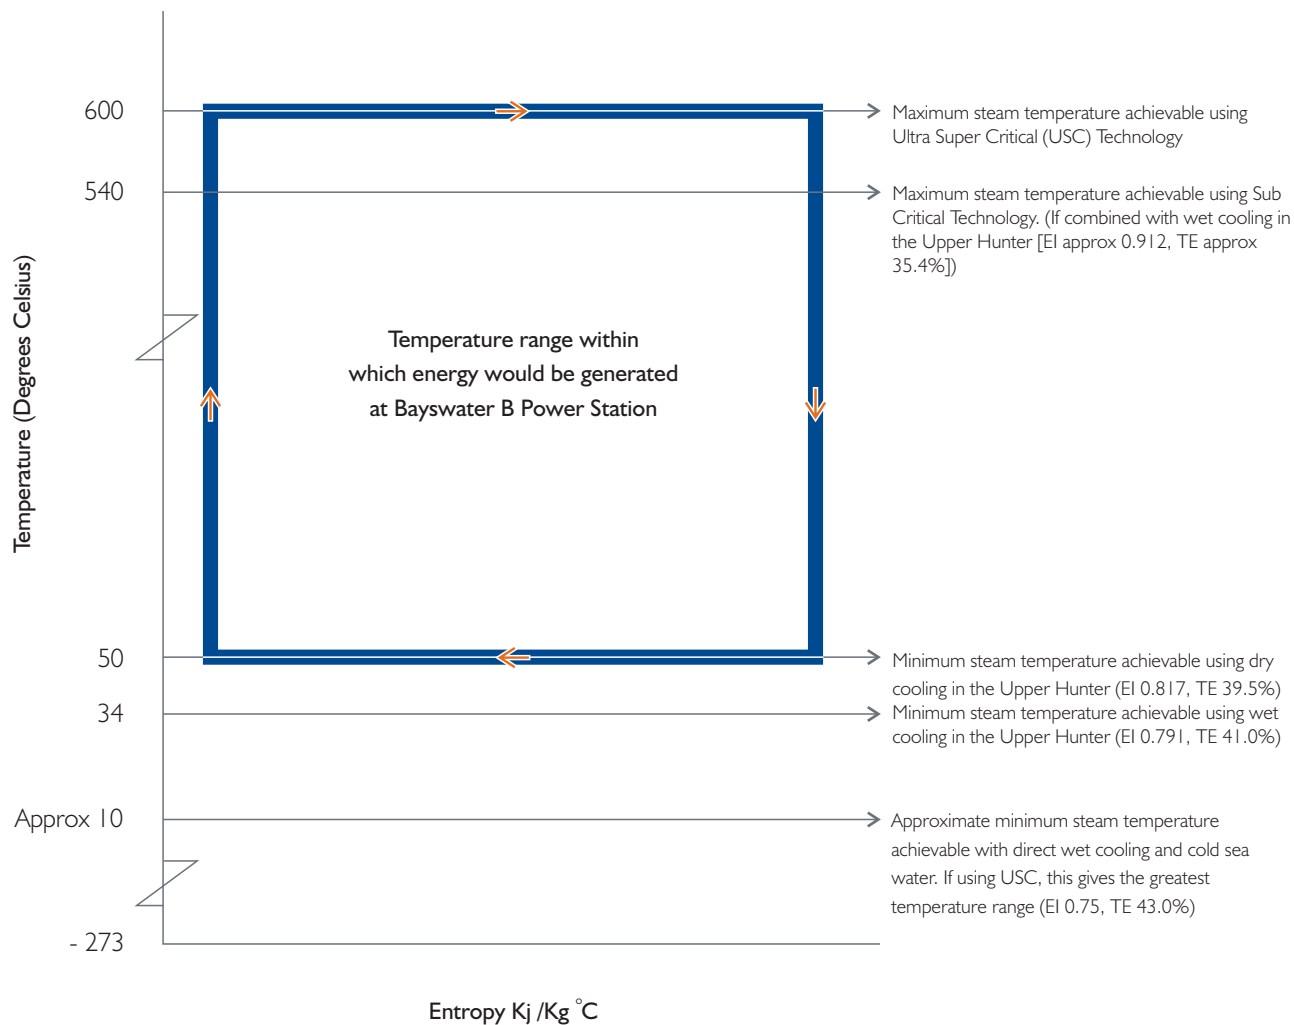 600
Maximum steam temperature achievable using
Ultra Super Critical (USC) Technology
540
Maximum steam temperature achievable using Sub
Critical Technology. (If combined with wet cooling in
the Upper Hunter [EI approx 0.912, TE approx
35.4%])
Temperature (Degrees Celsius)
Temperature range within
which energy would be generated
at Bayswater B Power Station
50
Minimum steam temperature achievable using dry
cooling in the Upper Hunter (EI 0.817, TE 39.5%)
34
Minimum steam temperature achievable using wet
cooling in the Upper Hunter (EI 0.791, TE 41.0%)
Approx 10
Approximate minimum steam temperature
achievable with direct wet cooling and cold sea
water. If using USC, this gives the greatest
temperature range (EI 0.75, TE 43.0%)
- 273
Entropy Kj /Kg °C